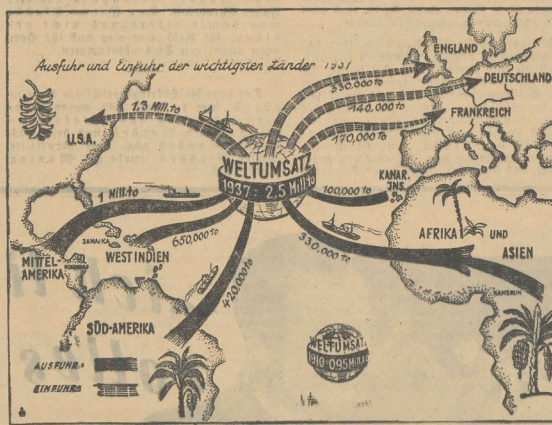 Ausfuhr und Einfuhr der wichtigsten Länder 1937
ENGLAND
DEUTSCHLAND
FRANKREICH
330,000 to
140,000 to
170,000 to
1.3 Mill.to
U.S.A.
WELTUMSATZ
1937 = 2.5 Mill.to
KANAR.
JNS.
100,000 to
1 Mill.to
AFRIKA UND
ASIEN
JAMAIKA
WESTINDIEN
650,000 to
330,000 to
MITTEL-
AMERIKA
420,000 to
KAMERUN
SÜD-AMERIKA
WELTUMSATZ
1910 = 0.95 Mill.to
AUSFUHR =
EINFUHR =